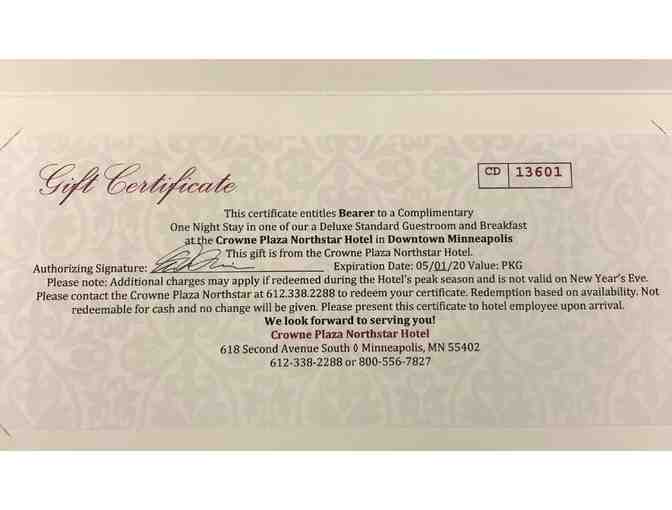 Gift Certificate
CD 13601
This certificate entitles Bearer to a Complimentary
One Night Stay in one of our a Deluxe Standard Guestroom and Breakfast
at the Crowne Plaza Northstar Hotel in Downtown Minneapolis
This gift is from the Crowne Plaza Northstar Hotel.
Authorizing Signature: Expiration Date: 05/01/20 Value: PKG
Please note: Additional charges may apply if redeemed during the Hotel's peak season and is not valid on New Year's Eve.
Please contact the Crowne Plaza Northstar at 612.338.2288 to redeem your certificate. Redemption based on availability. Not
redeemable for cash and no change will be given. Please present this certificate to hotel employee upon arrival.
We look forward to serving you!
Crowne Plaza Northstar Hotel
618 Second Avenue South ◊ Minneapolis, MN 55402
612-338-2288 or 800-556-7827